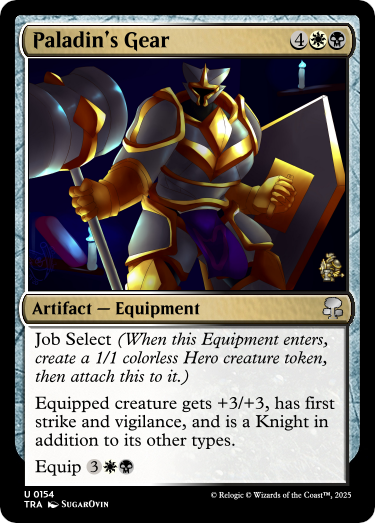 Paladin's Gear 4
Artifact — Equipment
Job Select (When this Equipment enters,
create a 1/1 colorless Hero creature token,
then attach this to it.)
Equipped creature gets +3/+3, has first
strike and vigilance, and is a Knight in
addition to its other types.
Equip 3
U 0154
TRA SugarOvin
© Relogic © Wizards of the Coast™, 2025